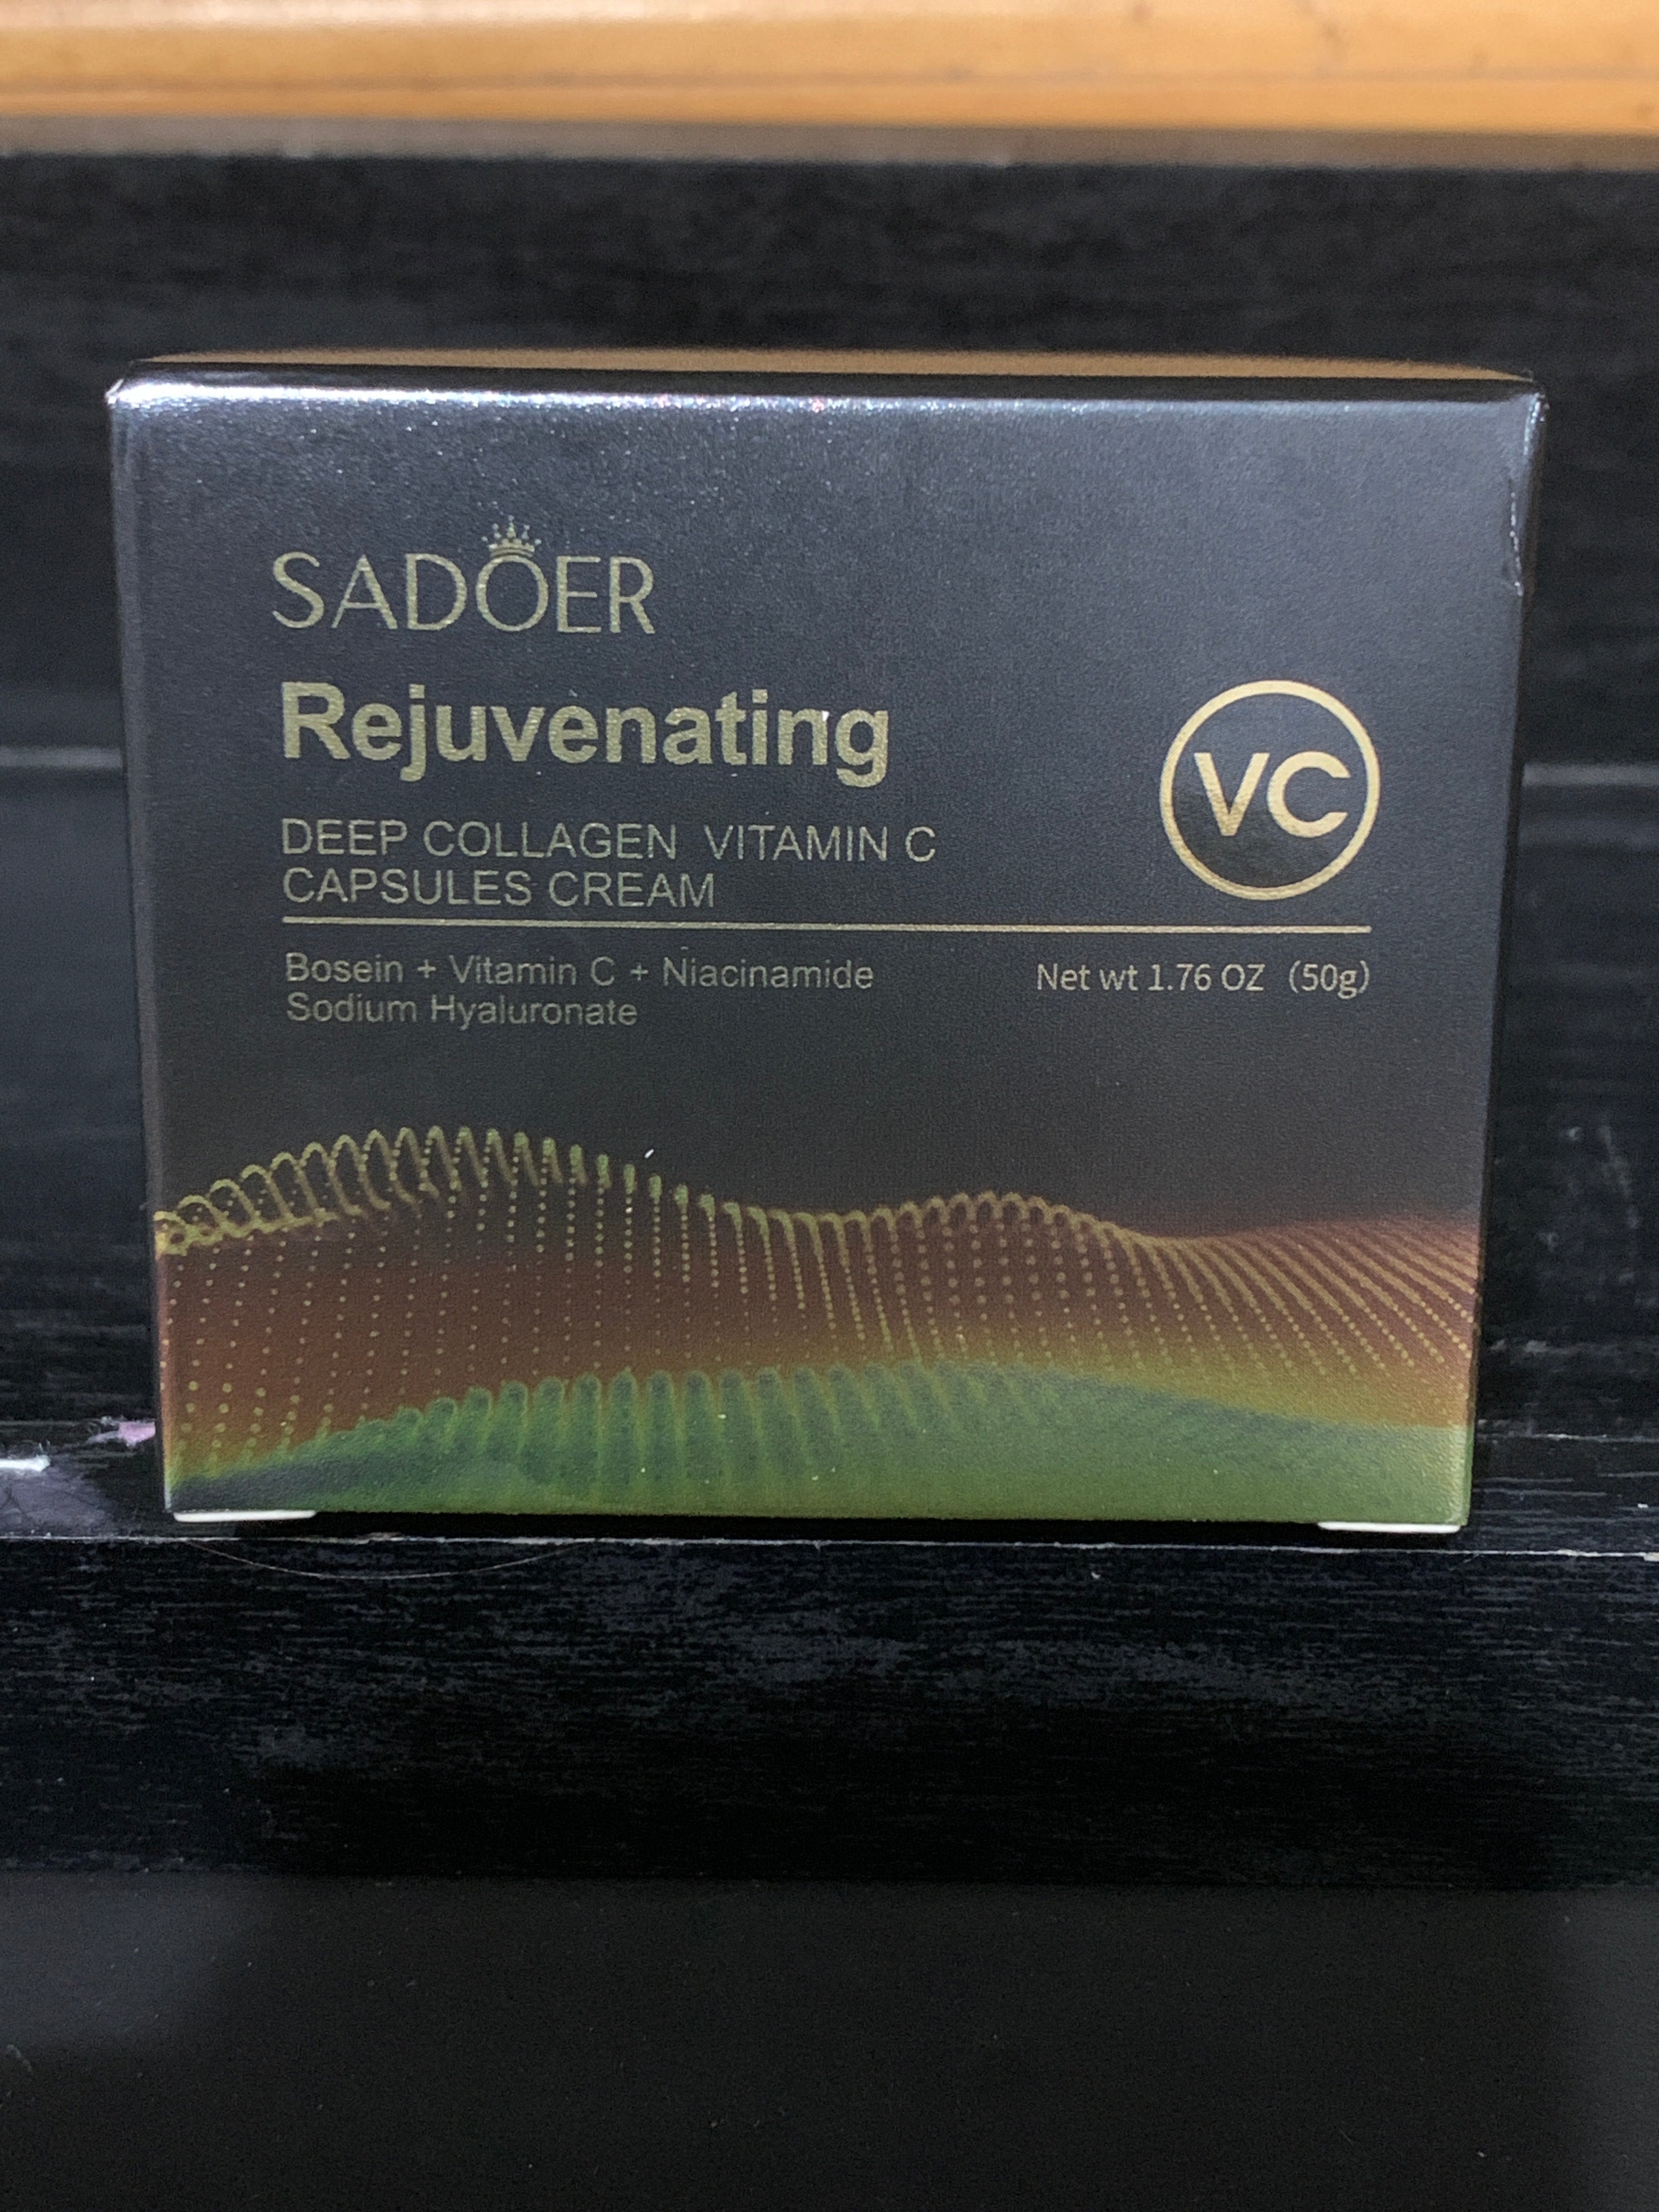 SADOER
Rejuvenating
VC
DEEP COLLAGEN VITAMIN C
CAPSULES CREAM
Bosein + Vitamin C + Niacinamide
Sodium Hyaluronate
Net wt 1.76 OZ (50g)